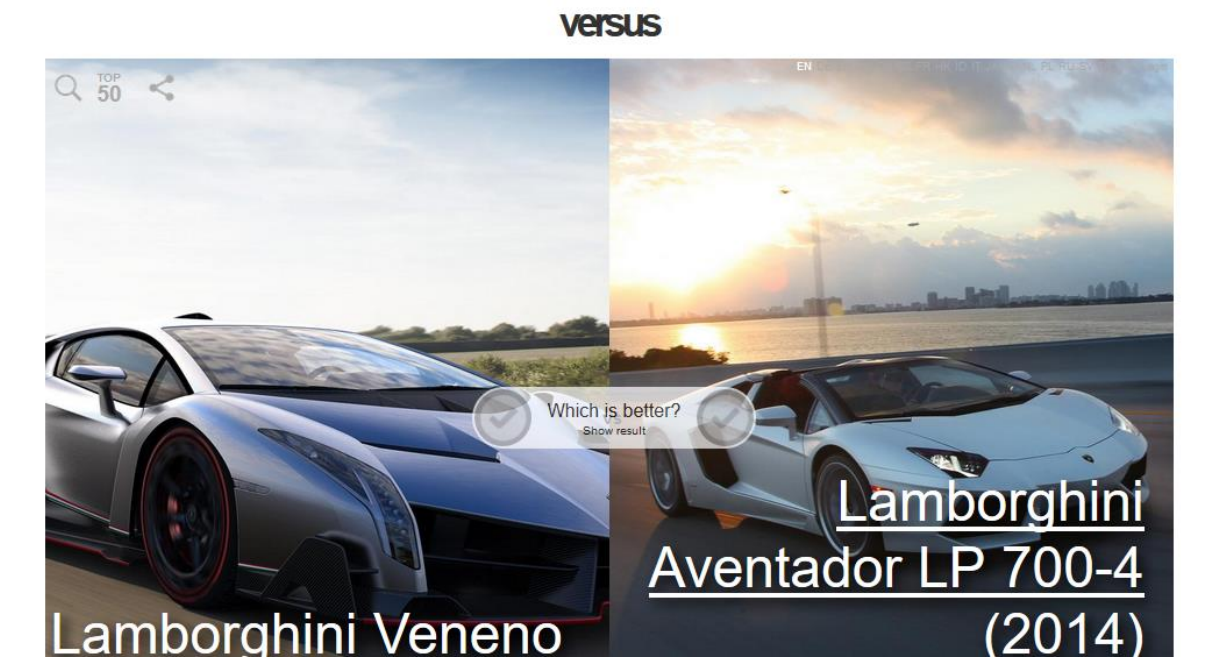 versus
TOP
50
EN
Which is better?
Show result
Lamborghini
Aventador LP 700-4
(2014)
Lamborghini Veneno